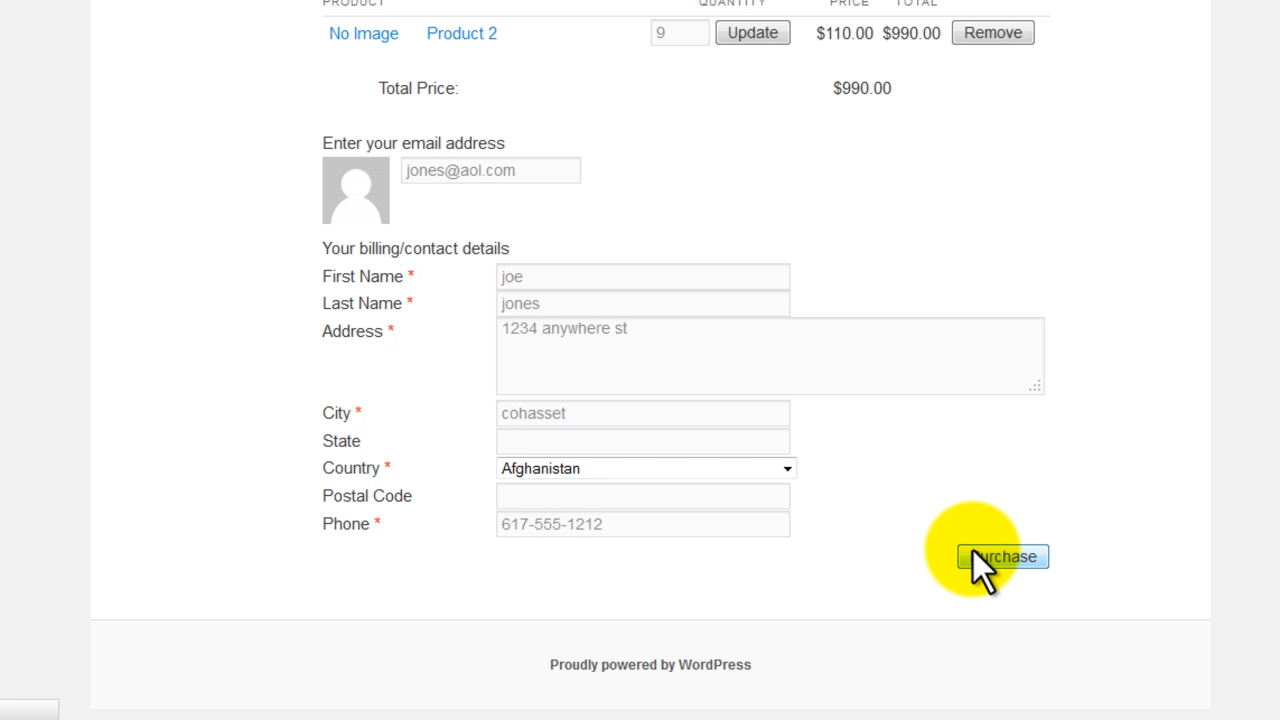 PRODUCT QUANTITY PRICE TOTAL
No Image Product 2 9 Update $110.00 $990.00 Remove
Total Price: $990.00
Enter your email address
jones@aol.com
Your billing/contact details
First Name * joe
Last Name * jones
Address * 1234 anywhere st
City * cohasset
State
Country * Afghanistan
Postal Code
Phone * 617-555-1212
Purchase
Proudly powered by WordPress